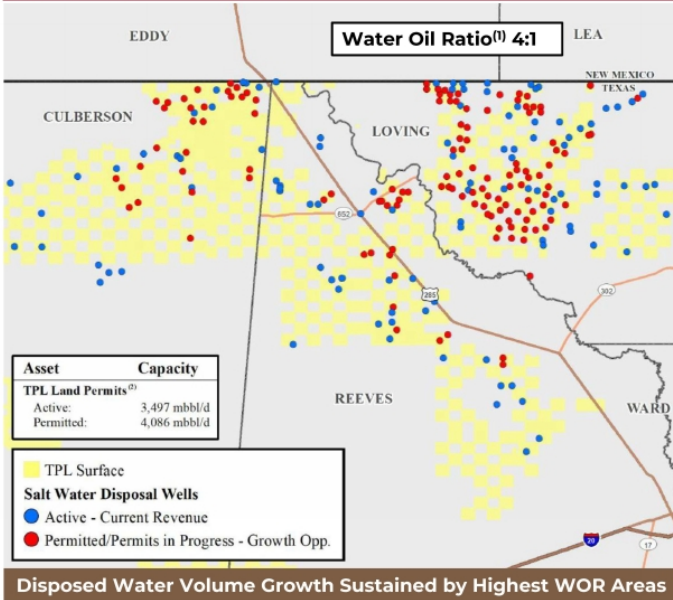 EDDY
Water Oil Ratio(1) 4:1
LEA
NEW MEXICO
TEXAS
CULBERSON
LOVING
652
285
302
Asset Capacity
TPL Land Permits(2)
Active: 3,497 mbbl/d
Permitted: 4,086 mbbl/d
REEVES
WARD
TPL Surface
Salt Water Disposal Wells
Active - Current Revenue
Permitted/Permits in Progress - Growth Opp.
20
17
Disposed Water Volume Growth Sustained by Highest WOR Areas